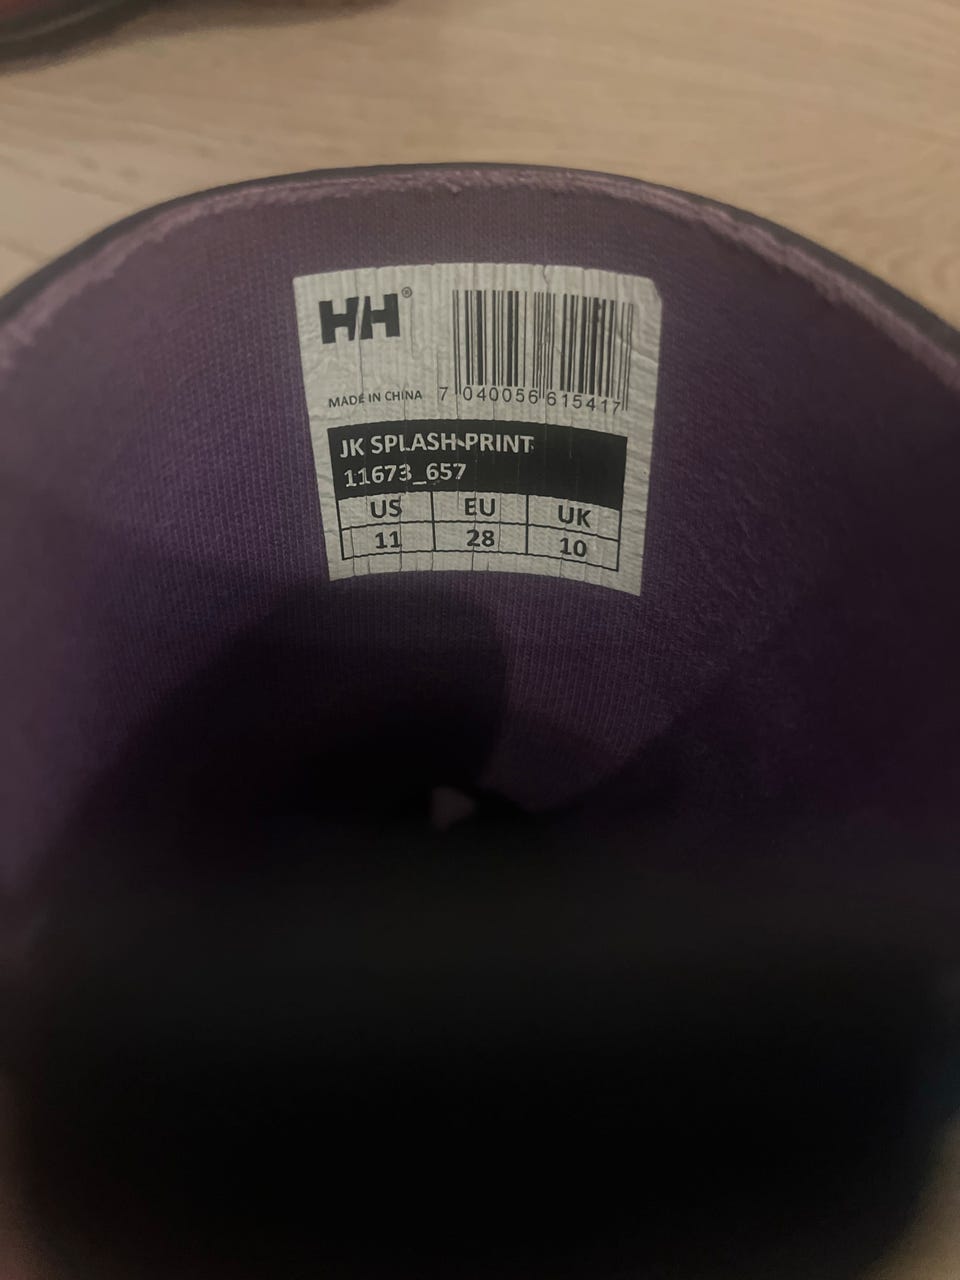 HH®
MADE IN CHINA 7 040056 615417
JK SPLASH PRINT
11673_657
US EU UK
11 28 10